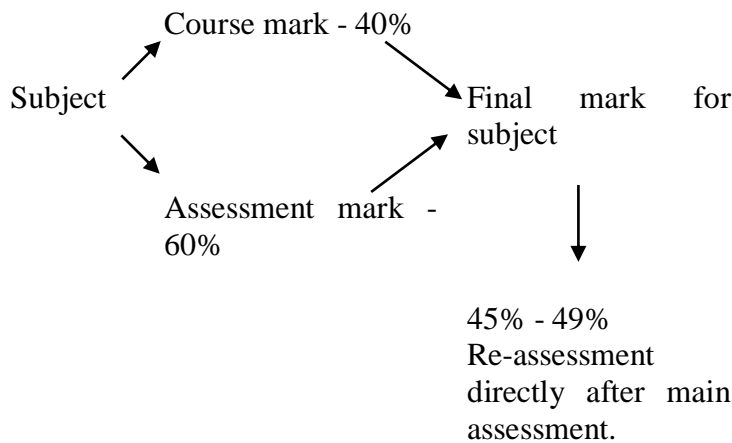 Course mark - 40%
Subject
Final mark for
subject
Assessment mark -
60%
45% - 49%
Re-assessment
directly after main
assessment.